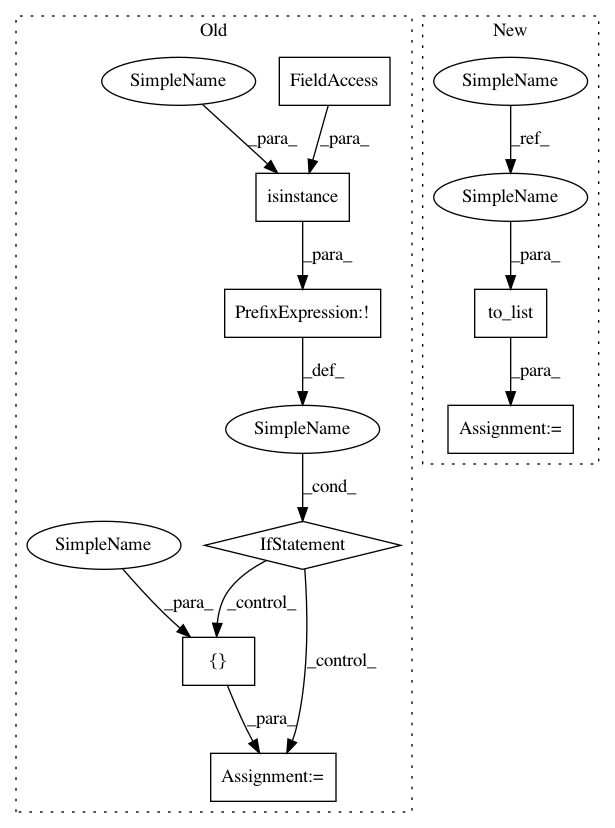 Old
New
SimpleName
FieldAccess
SimpleName
_para_
_para_
_ref_
isinstance
SimpleName
_para_
_para_
PrefixExpression:!
to_list
_def_
_para_
SimpleName
Assignment:=
_cond_
SimpleName
IfStatement
_para_
_control_
{}
_control_
_para_
Assignment:=